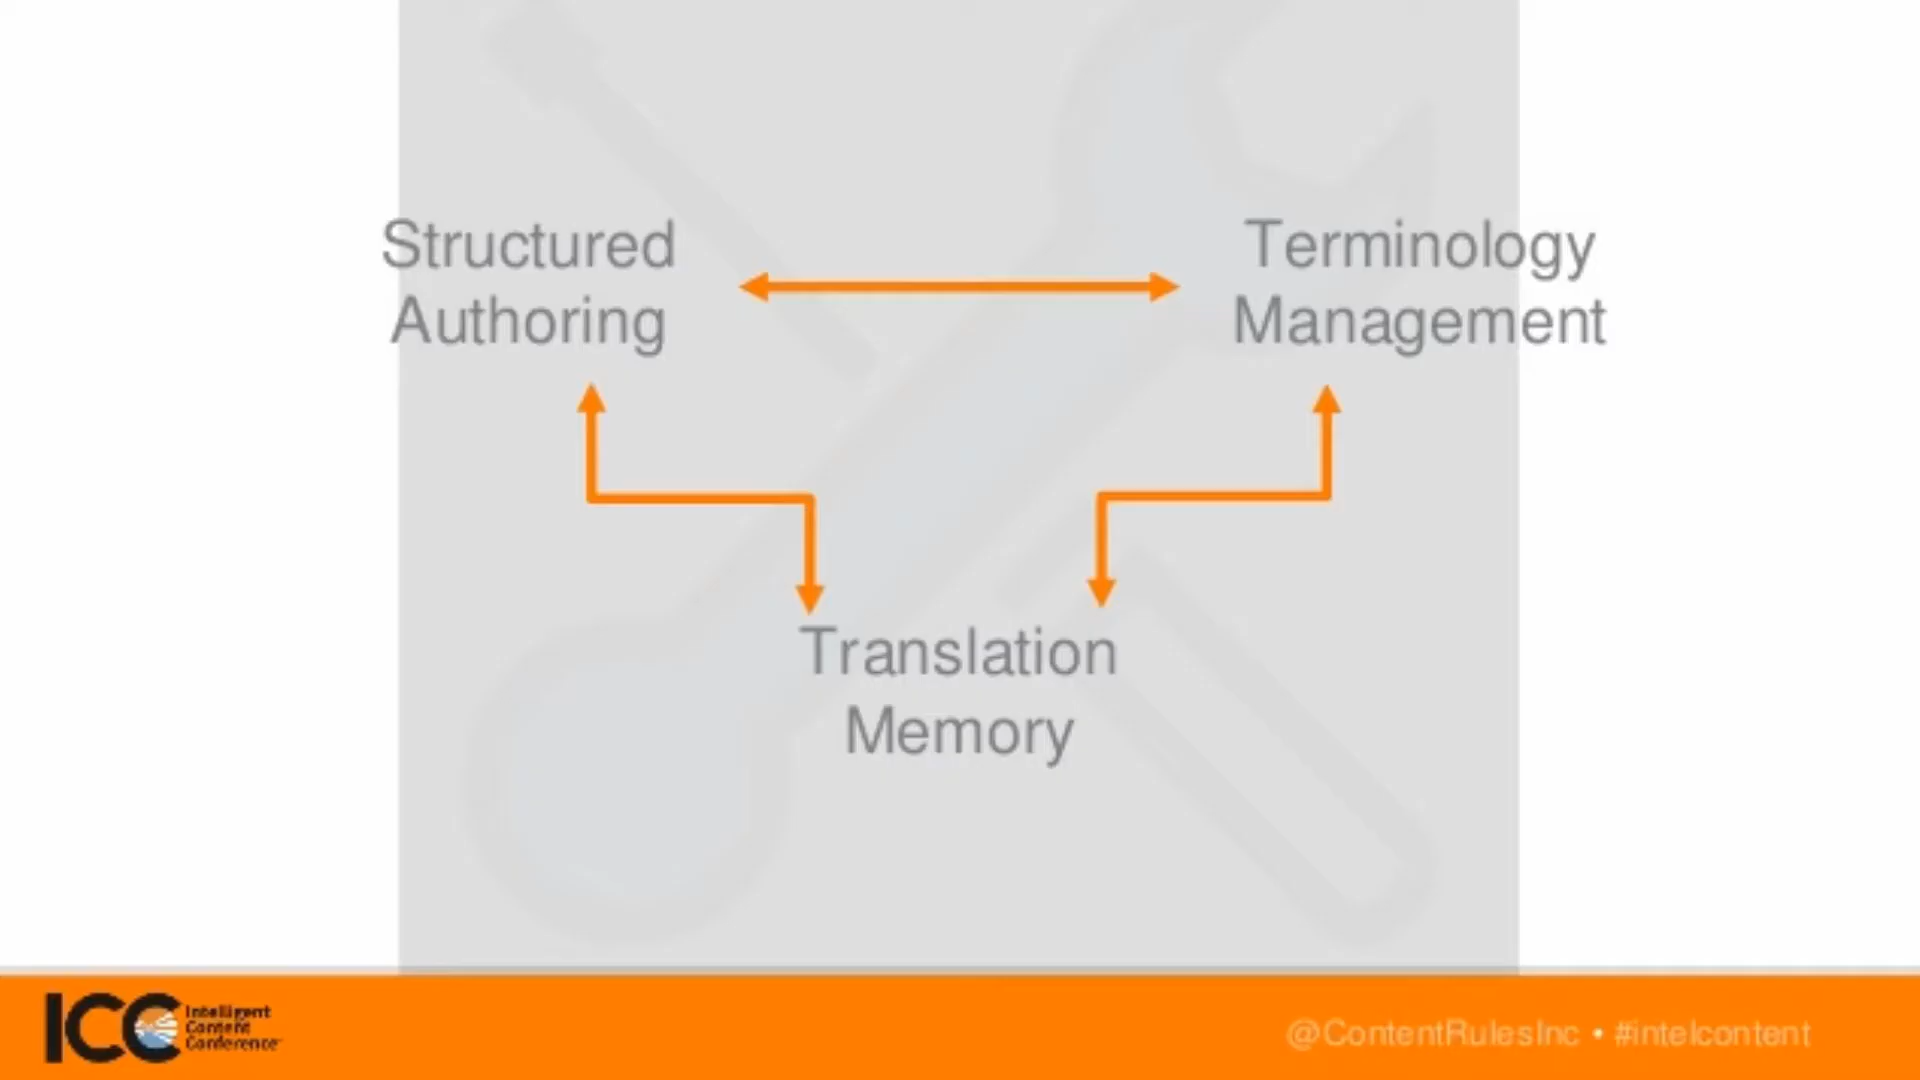 Structured
Authoring
Terminology
Management
Translation
Memory
ICC
Intelligent
Content
Conference
@ContentRulesInc • #intelcontent